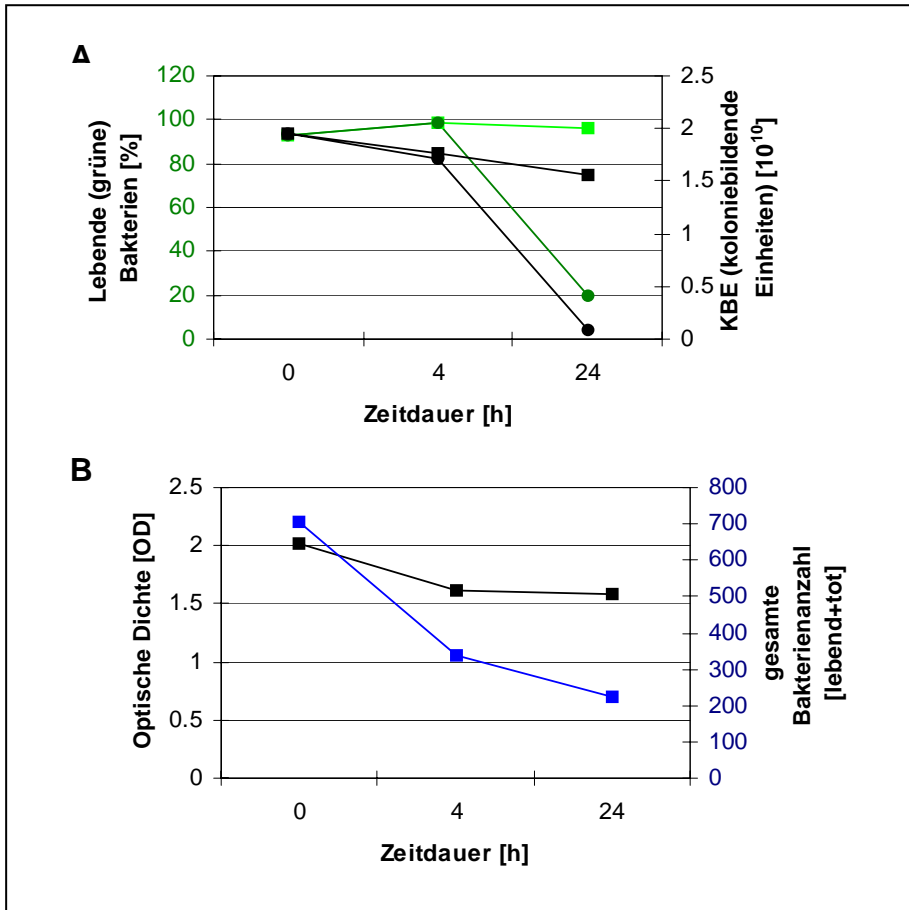 A
Lebende (grüne)
Bakterien [%]
120
100
80
60
40
20
0
2.5
2
1.5
1
0.5
0
KBE (koloniebildende
Einheiten) [10¹⁰]
0 4 24
Zeitdauer [h]
B
Optische Dichte [OD]
2.5
2
1.5
1
0.5
0
800
700
600
500
400
300
200
100
0
gesamte
Bakterienanzahl
[lebend+tot]
0 4 24
Zeitdauer [h]